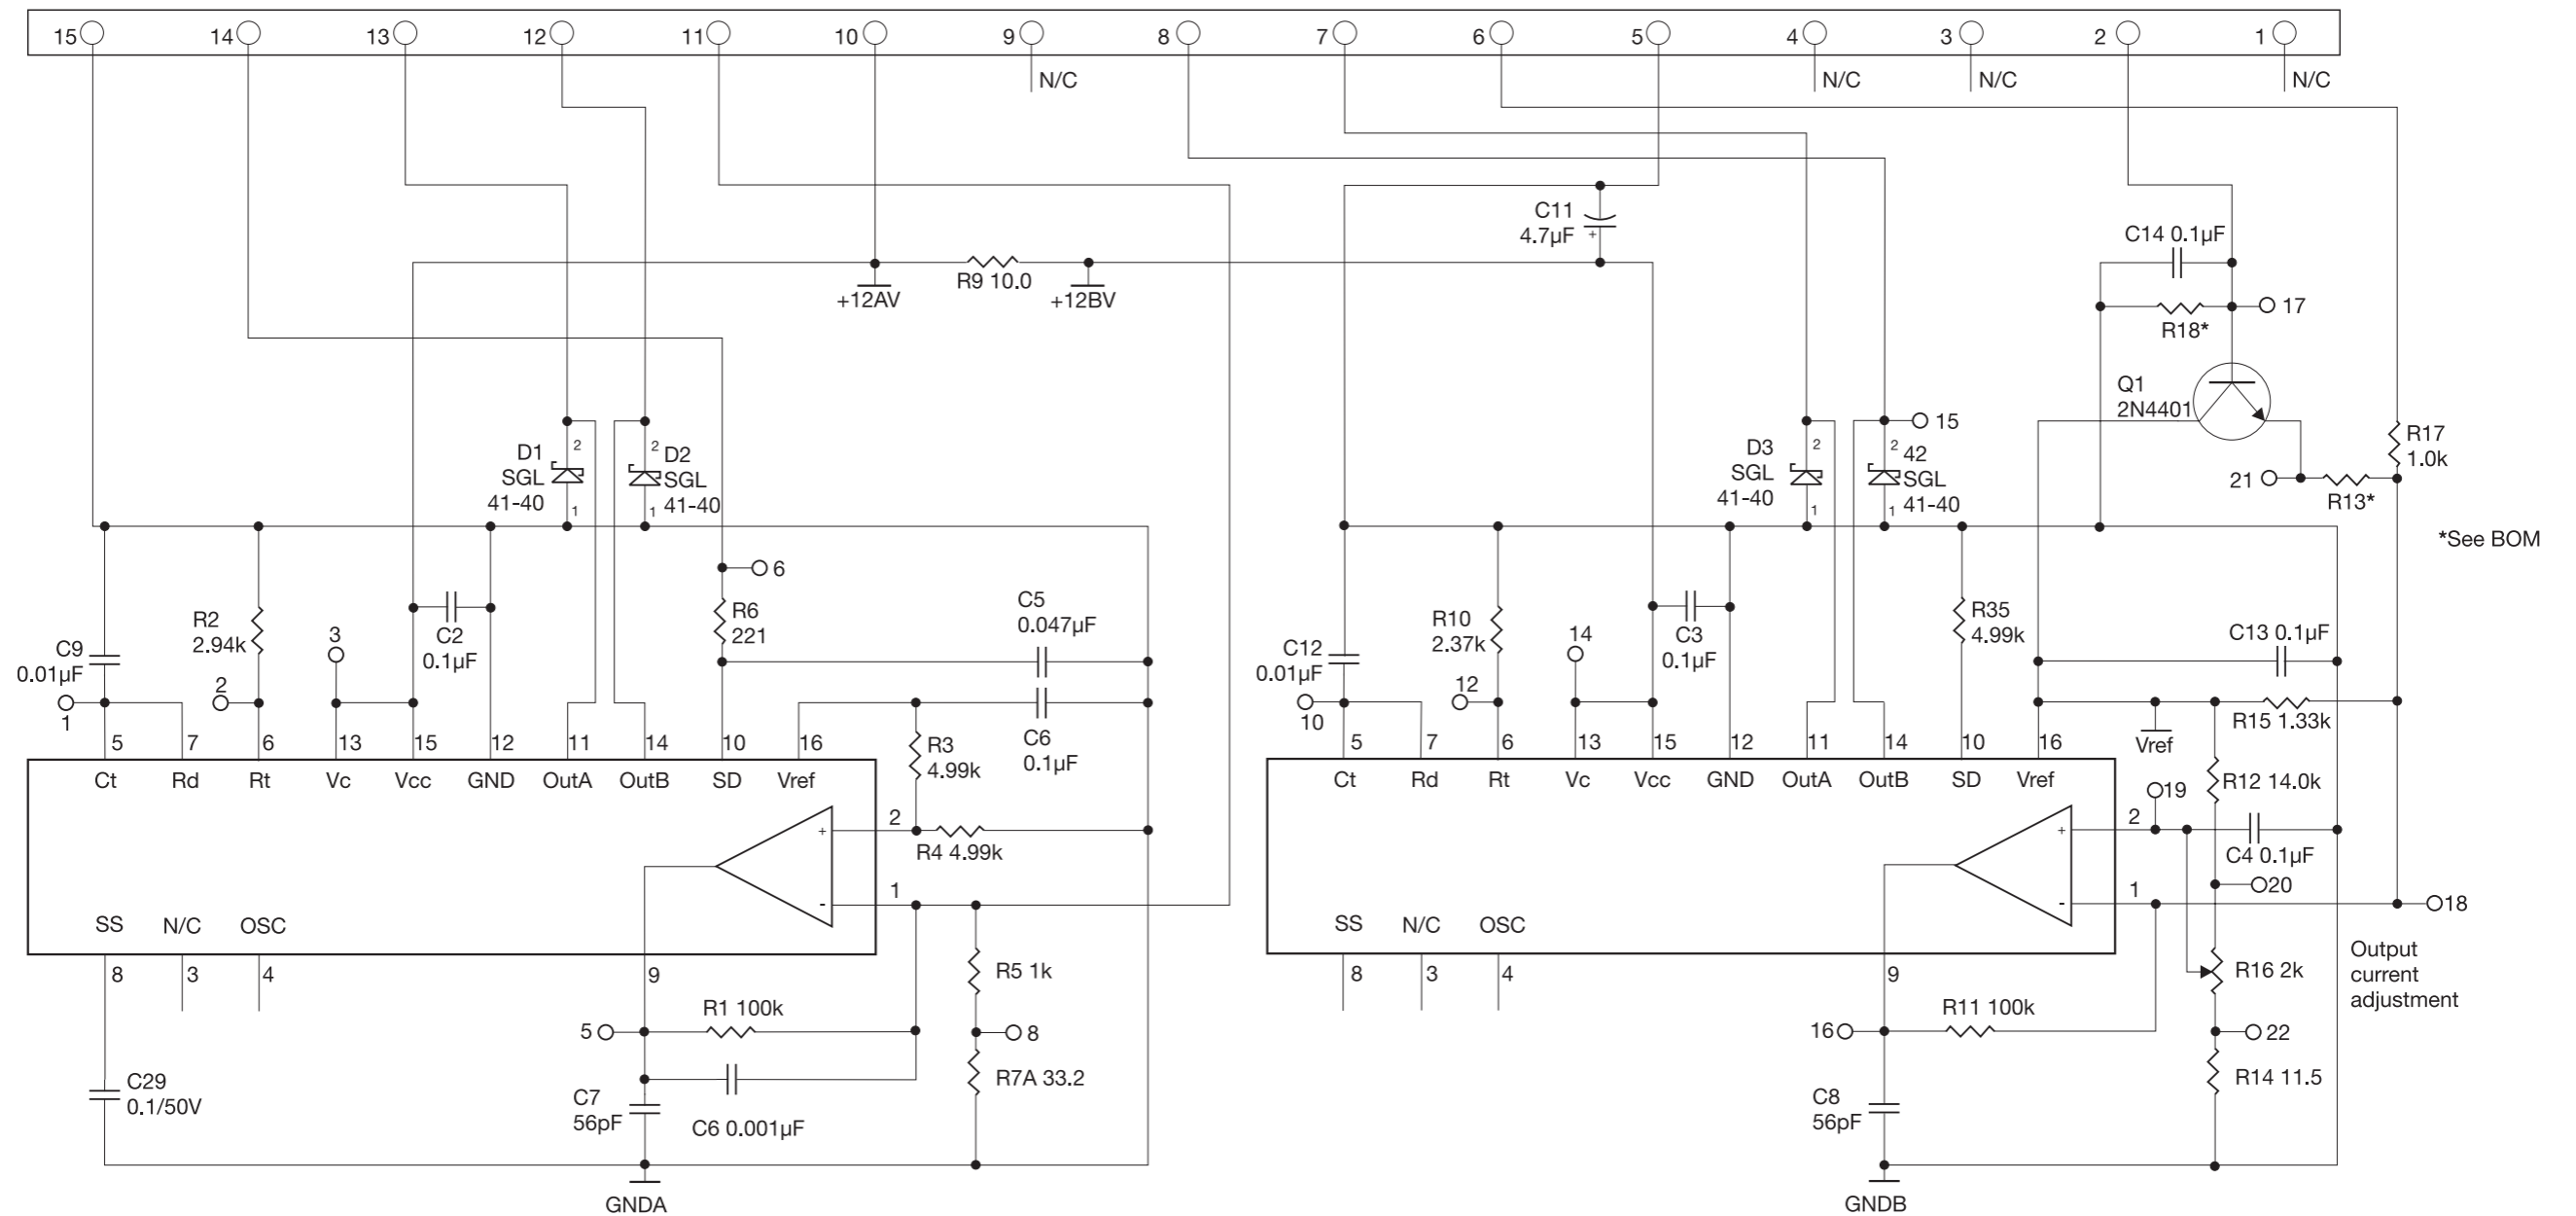 15 14 13 12 11 10 9 8 7 6 5 4 3 2 1
N/C N/C N/C N/C
C11
4.7µF
+
R9 10.0
+12AV
+12BV
C14 0.1µF
17
R18*
Q1
2N4401
R17
1.0k
21
R13*
*See BOM
D1
SGL
41-40
2
1
D2
SGL
41-40
2
1
D3
SGL
41-40
2
1
15
42
SGL
41-40
2
1
6
R6
221
C5
0.047µF
C9
0.01µF
1
R2
2.94k
2
3
C2
0.1µF
C6
0.1µF
R3
4.99k
C12
0.01µF
10
R10
2.37k
12
14
C3
0.1µF
R35
4.99k
C13 0.1µF
R15 1.33k
Vref
5 7 6 13 15 12 11 14 10 16
Ct Rd Rt Vc Vcc GND OutA OutB SD Vref
2
+
R4 4.99k
1
-
SS N/C OSC
8 3 4 9
R5 1k
8
R7A 33.2
5
R1 100k
C29
0.1/50V
C7
56pF
C6 0.001µF
GNDA
5 7 6 13 15 12 11 14 10 16
Ct Rd Rt Vc Vcc GND OutA OutB SD Vref
R12 14.0k
19
2
+
C4 0.1µF
20
1
-
18
SS N/C OSC
8 3 4 9
Output
current
adjustment
R16 2k
16
R11 100k
22
R14 11.5
C8
56pF
GNDB